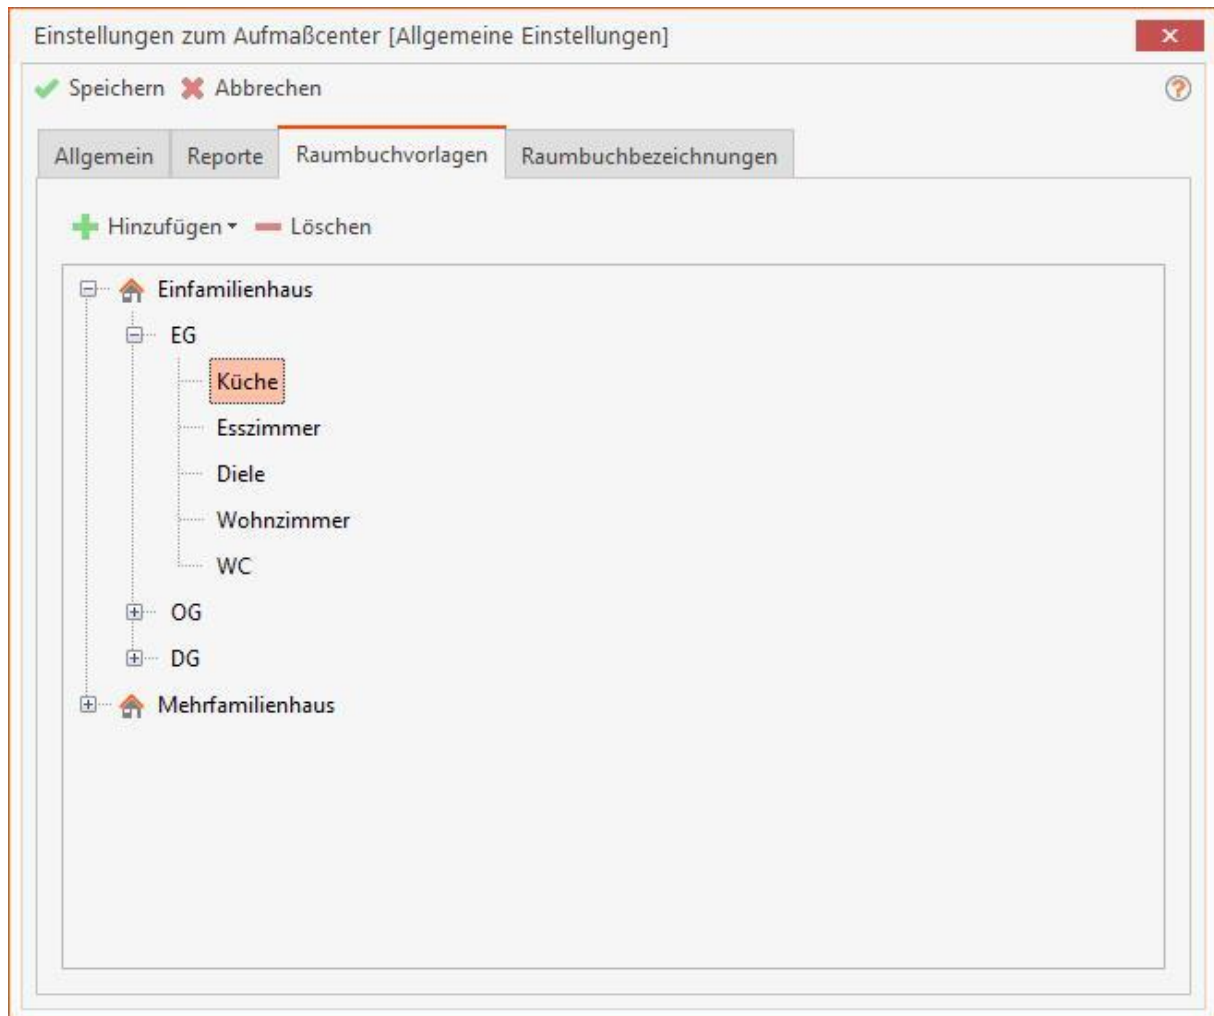 Einstellungen zum Aufmaßcenter [Allgemeine Einstellungen]
Speichern Abbrechen
Allgemein Reporte Raumbuchvorlagen Raumbuchbezeichnungen
Hinzufügen Löschen
Einfamilienhaus
EG
Küche
Esszimmer
Diele
Wohnzimmer
WC
OG
DG
Mehrfamilienhaus